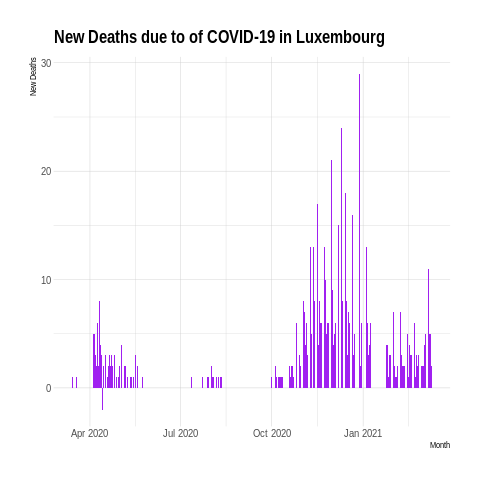 New Deaths due to of COVID-19 in Luxembourg
New Deaths
30
20
10
0
Apr 2020 Jul 2020 Oct 2020 Jan 2021
Month